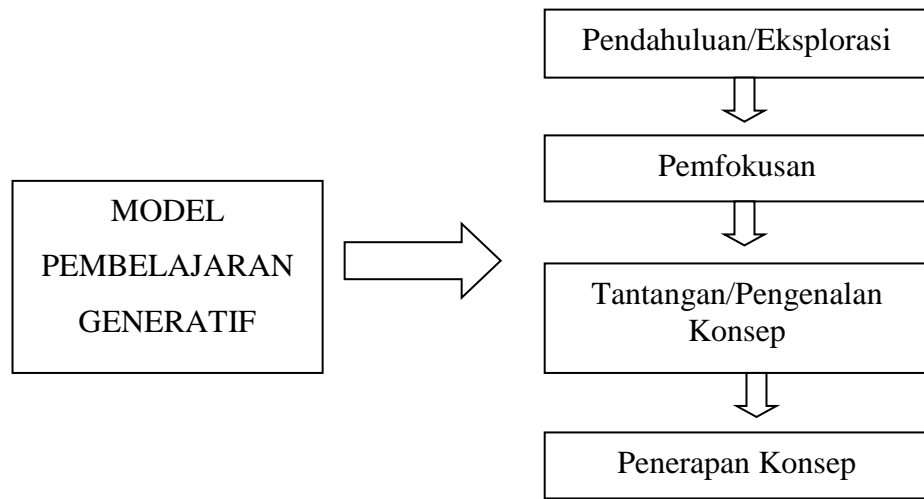 MODEL
PEMBELAJARAN
GENERATIF
Pendahuluan/Eksplorasi
Pemfokusan
Tantangan/Pengenalan
Konsep
Penerapan Konsep